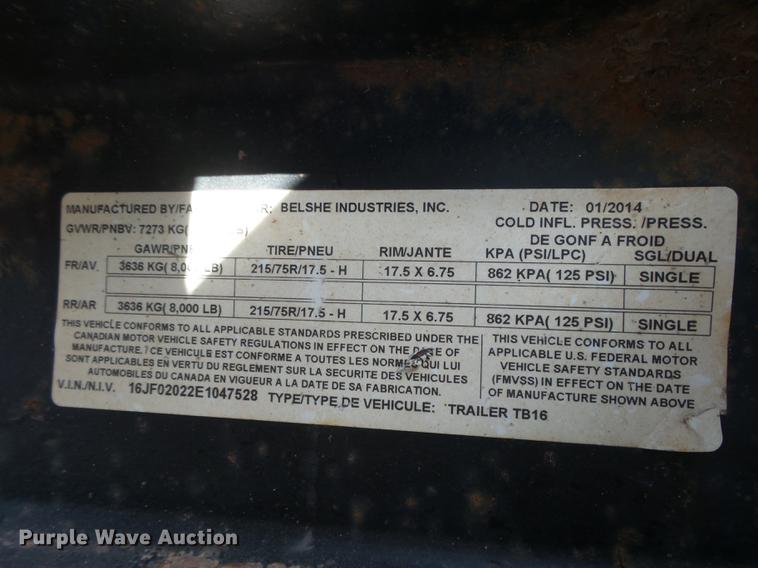 MANUFACTURED BY/FA R: BELSHE INDUSTRIES, INC. DATE: 01/2014
GVWR/PNBV: 7273 KG( COLD INFL. PRESS. /PRESS.
DE GONF A FROID
GAWR/PNB TIRE/PNEU RIM/JANTE KPA (PSI/LPC) SGL/DUAL
FR/AV. 3636 KG( 8,000 LB) 215/75R/17.5 - H 17.5 X 6.75 862 KPA( 125 PSI) SINGLE
RR/AR 3636 KG( 8,000 LB) 215/75R/17.5 - H 17.5 X 6.75 862 KPA( 125 PSI) SINGLE
THIS VEHICLE CONFORMS TO ALL APPLICABLE STANDARDS PRESCRIBED UNDER THE
CANADIAN MOTOR VEHICLE SAFETY REGULATIONS IN EFFECT ON THE DATE OF
MANUFACTURE. / CE VEHICULE EST CONFORME A TOUTES LES NORMES QUI LUI
SONT APPLICABLES EN VERTU DU REGLEMENT SUR LA SECURITE DES VEHICULES
AUTOMOBILES DU CANADA EN VIGUEUR A LA DATE DE SA FABRICATION.
THIS VEHICLE CONFORMS TO ALL
APPLICABLE U.S. FEDERAL MOTOR
VEHICLE SAFETY STANDARDS
(FMVSS) IN EFFECT ON THE DATE
OF MANUFACTURE SHOWN ABOVE
V.I.N./N.I.V. 16JF02022E1047528 TYPE/TYPE DE VEHICULE: TRAILER TB16
Purple Wave Auction